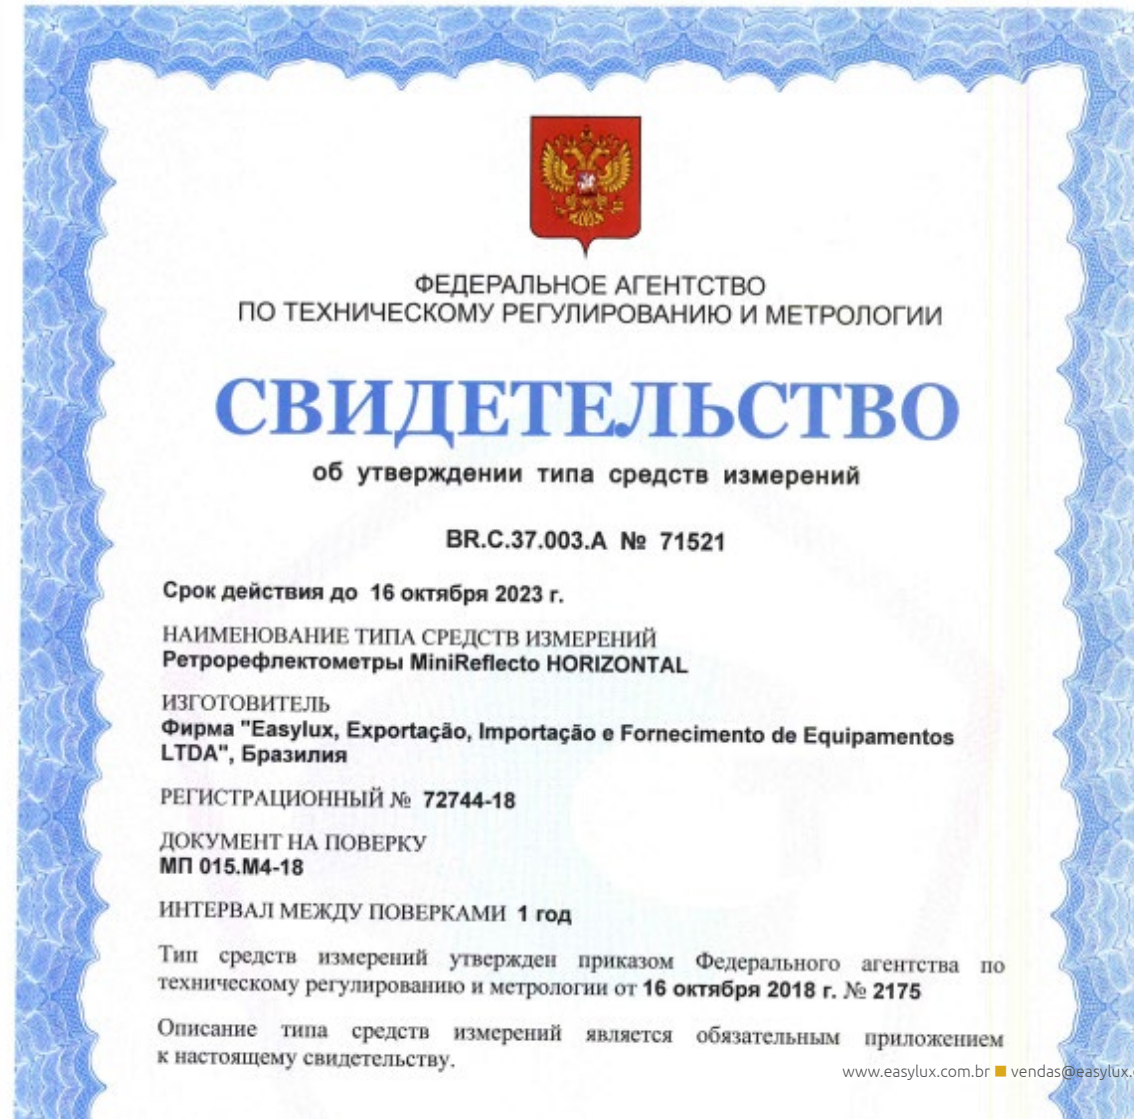 ФЕДЕРАЛЬНОЕ АГЕНТСТВО
ПО ТЕХНИЧЕСКОМУ РЕГУЛИРОВАНИЮ И МЕТРОЛОГИИ
СВИДЕТЕЛЬСТВО
об утверждении типа средств измерений
BR.C.37.003.A № 71521
Срок действия до 16 октября 2023 г.
НАИМЕНОВАНИЕ ТИПА СРЕДСТВ ИЗМЕРЕНИЙ
Ретрорефлектометры MiniReflecto HORIZONTAL
ИЗГОТОВИТЕЛЬ
Фирма "Easylux, Exportação, Importação e Fornecimento de Equipamentos
LTDA", Бразилия
РЕГИСТРАЦИОННЫЙ № 72744-18
ДОКУМЕНТ НА ПОВЕРКУ
МП 015.М4-18
ИНТЕРВАЛ МЕЖДУ ПОВЕРКАМИ 1 год
Тип средств измерений утвержден приказом Федерального агентства по
техническому регулированию и метрологии от 16 октября 2018 г. № 2175
Описание типа средств измерений является обязательным приложением
к настоящему свидетельству.
www.easylux.com.br ■ vendas@easylux.